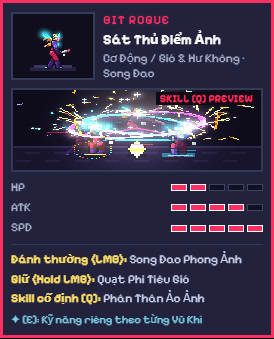 BIT ROGUE
Sát Thủ Điểm Ảnh
Cơ Động / Gió & Hư Không ·
Song Đao
SKILL (Q) PREVIEW
HP
ATK
SPD
Đánh thường (LMB): Song Đao Phong Ảnh
Giữ (Hold LMB): Quạt Phi Tiêu Gió
Skill cố định (Q): Phân Thân Ảo Ảnh
✦ (E): Kỹ năng riêng theo từng Vũ Khí